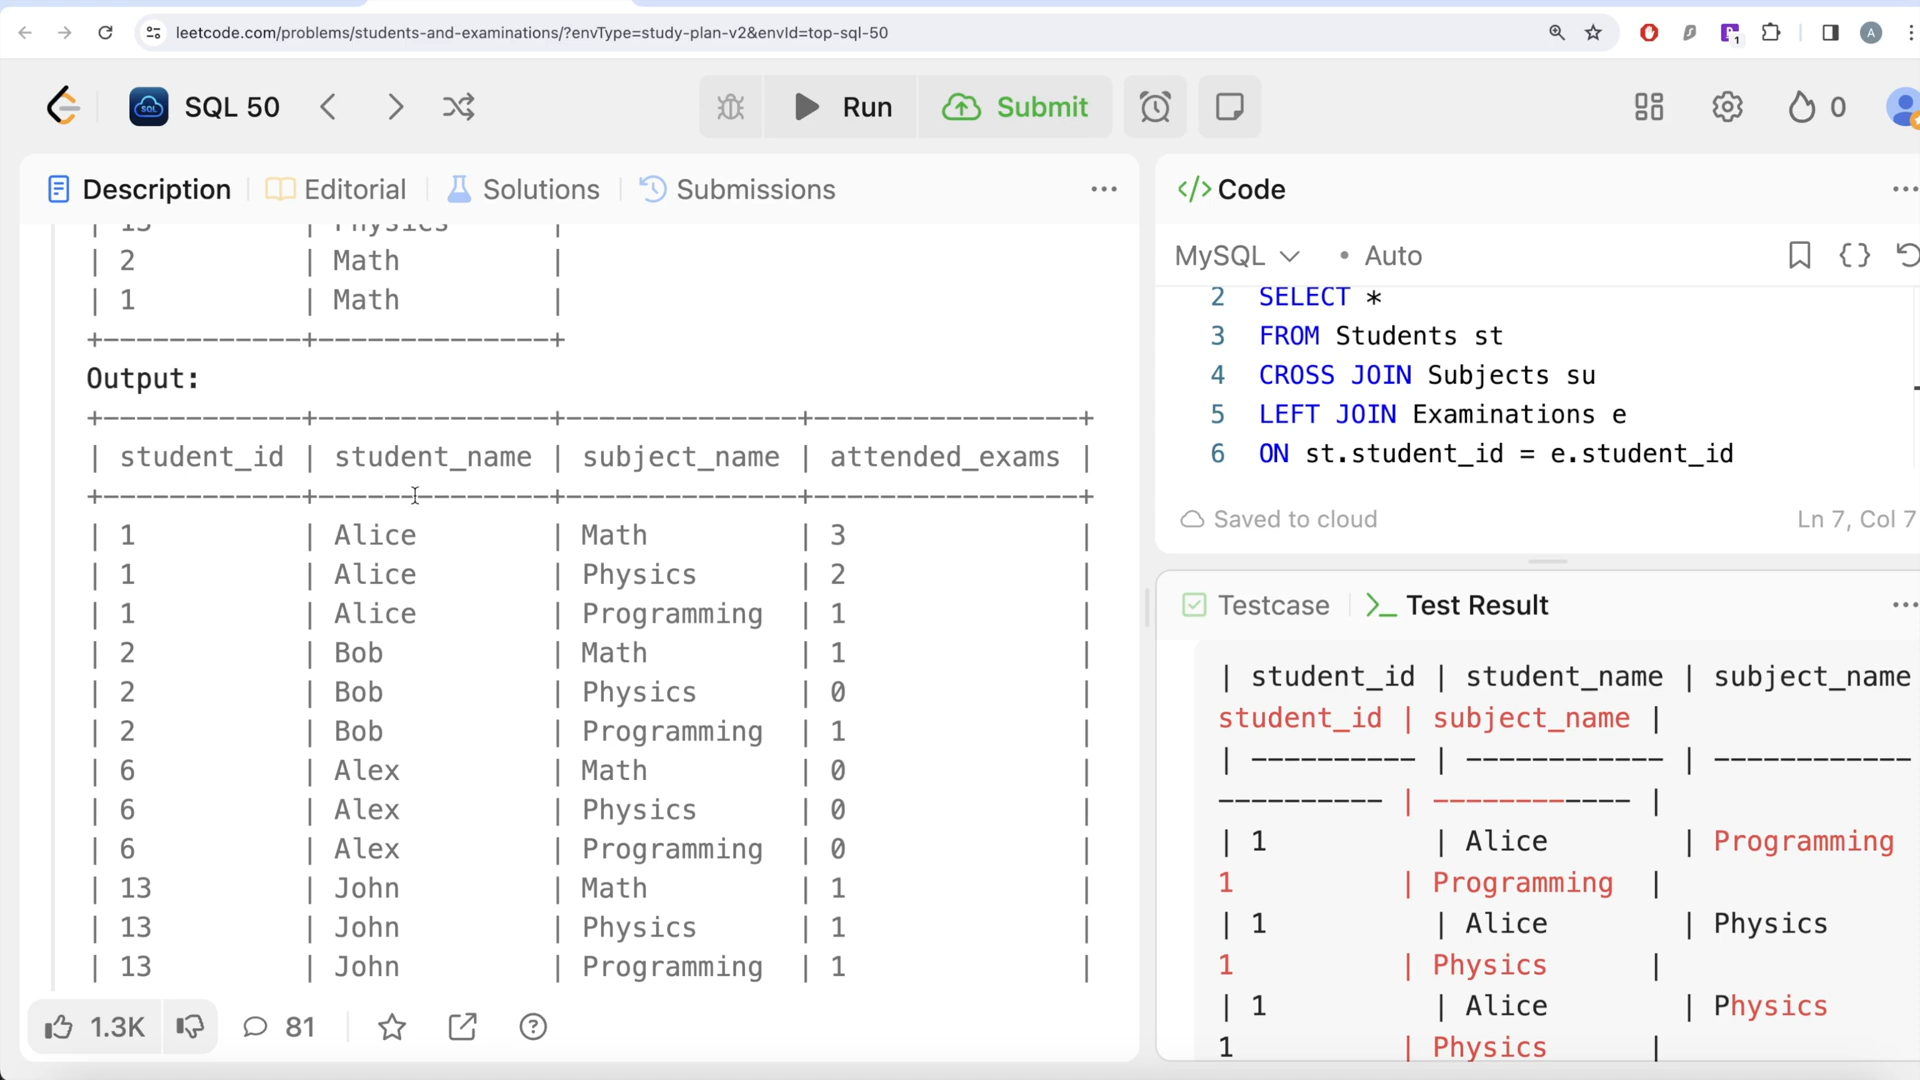 leetcode.com/problems/students-and-examinations/?envType=study-plan-v2&envId=top-sql-50
1
A
SQL 50
Run
Submit
0
Description
Editorial
Solutions
Submissions
| 13 | Physics |
| 2 | Math |
| 1 | Math |
+------------+--------------+
Output:
+------------+--------------+--------------+----------------+
| student_id | student_name | subject_name | attended_exams |
+------------+--------------+--------------+----------------+
| 1 | Alice | Math | 3 |
| 1 | Alice | Physics | 2 |
| 1 | Alice | Programming | 1 |
| 2 | Bob | Math | 1 |
| 2 | Bob | Physics | 0 |
| 2 | Bob | Programming | 1 |
| 6 | Alex | Math | 0 |
| 6 | Alex | Physics | 0 |
| 6 | Alex | Programming | 0 |
| 13 | John | Math | 1 |
| 13 | John | Physics | 1 |
| 13 | John | Programming | 1 |
1.3K
81
</> Code
MySQL
• Auto
2 SELECT *
3 FROM Students st
4 CROSS JOIN Subjects su
5 LEFT JOIN Examinations e
6 ON st.student_id = e.student_id
Saved to cloud
Ln 7, Col 7
Testcase
>_ Test Result
| student_id | student_name | subject_name
student_id | subject_name |
| ---------- | ------------ | ------------
---------- | ------------ |
| 1 | Alice | Programming
1 | Programming |
| 1 | Alice | Physics
1 | Physics |
| 1 | Alice | Physics
1 | Physics |